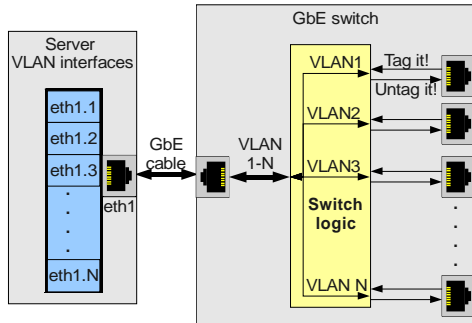 Server
VLAN interfaces
eth1.1
eth1.2
eth1.3
.
.
.
.
eth1.N
eth1
GbE
cable
GbE switch
VLAN
1-N
VLAN1
VLAN2
VLAN3
Switch
logic
VLAN N
Tag it!
Untag it!
.
.
.
.